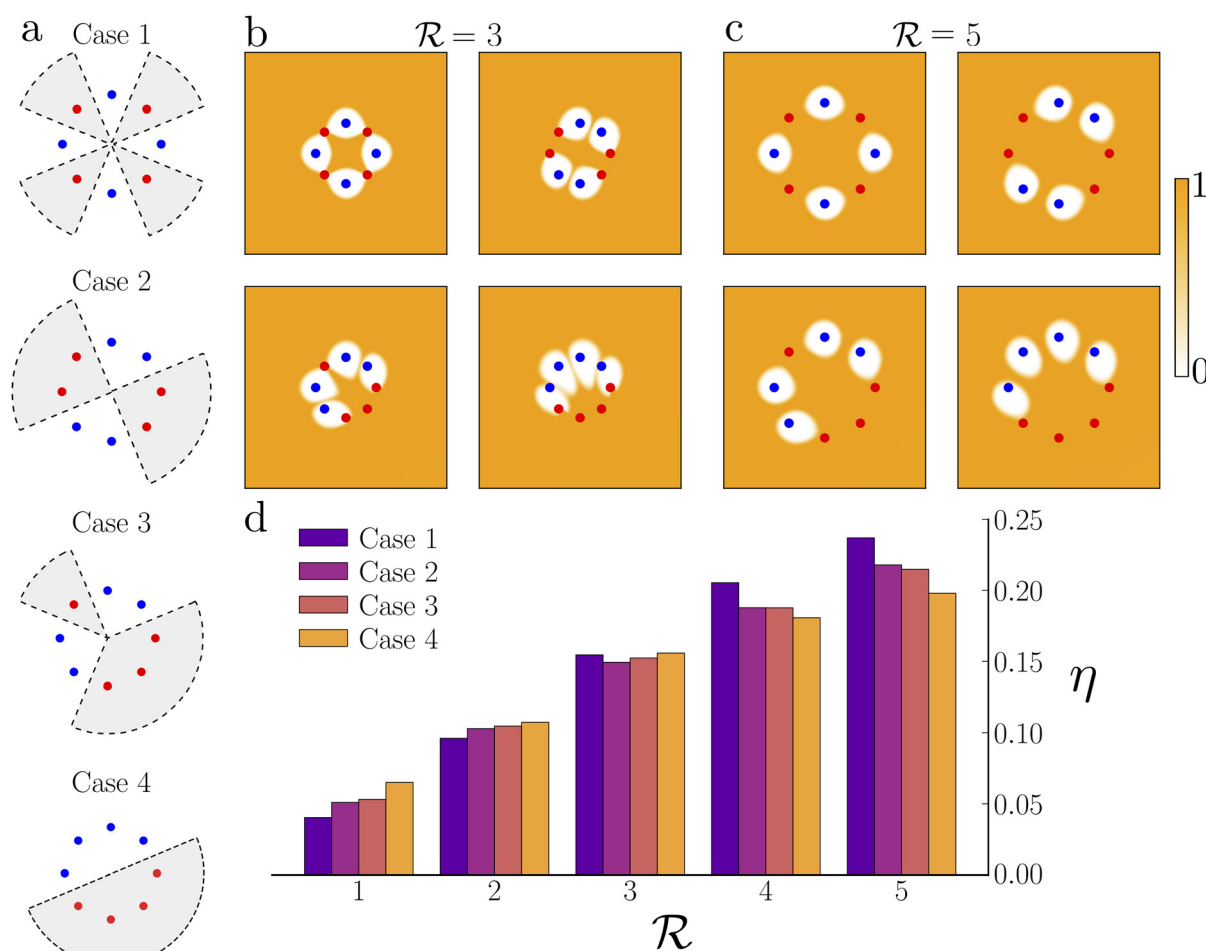 a
Case 1
b
ℛ = 3
c
ℛ = 5
1
0
Case 2
Case 3
Case 4
d
Case 1
Case 2
Case 3
Case 4
0.25
0.20
0.15
0.10
0.05
0.00
η
1 2 3 4 5
ℛ